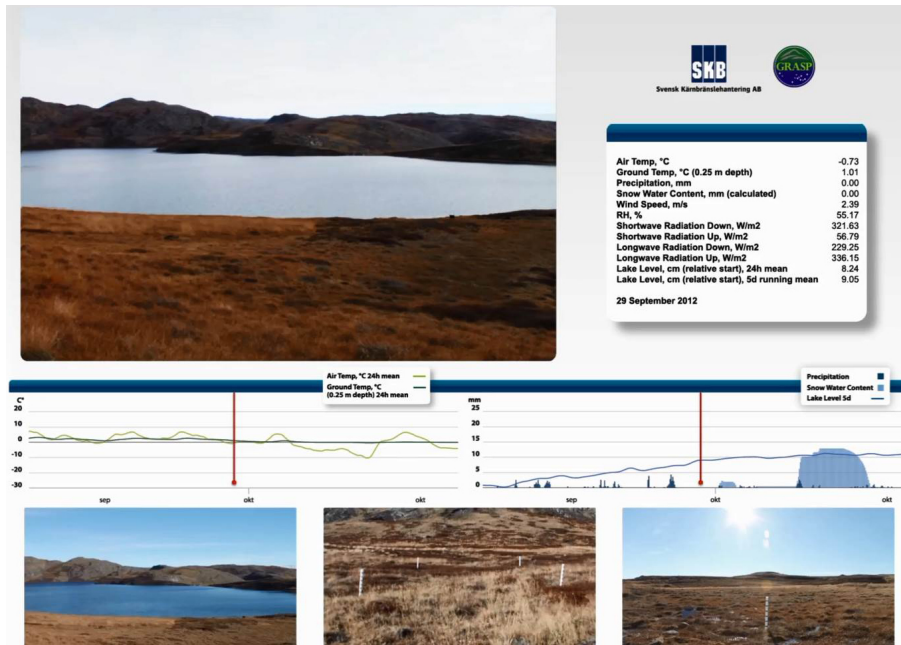 SKB
GRASP
Svensk Kärnbränslehantering AB
Air Temp, °C -0.73
Ground Temp, °C (0.25 m depth) 1.01
Precipitation, mm 0.00
Snow Water Content, mm (calculated) 0.00
Wind Speed, m/s 2.39
RH, % 55.17
Shortwave Radiation Down, W/m2 321.63
Shortwave Radiation Up, W/m2 56.79
Longwave Radiation Down, W/m2 229.25
Longwave Radiation Up, W/m2 336.15
Lake Level, cm (relative start), 24h mean 8.24
Lake Level, cm (relative start), 5d running mean 9.05
29 September 2012
Air Temp, °C 24h mean
Ground Temp, °C
(0.25 m depth) 24h mean
C°
20
10
0
-10
-20
-30
sep okt okt
Precipitation
Snow Water Content
Lake Level 5d
mm
25
20
15
10
5
0
sep okt okt